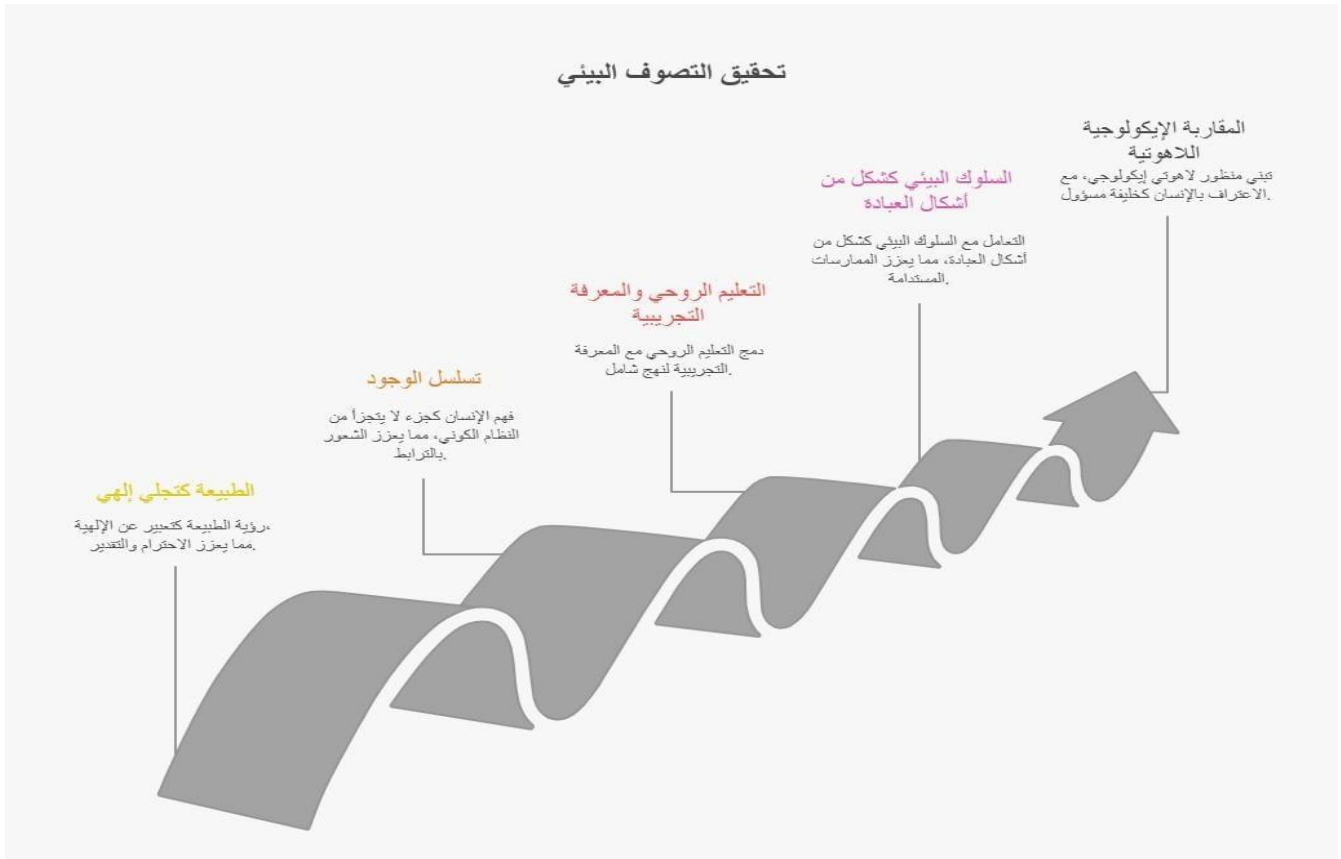 تحقيق التصوف البيئي
الطبيعة كتجلي إلهي
رؤية الطبيعة كتعبير عن الإلهية،
مما يعزز الاحترام والتقدير.
تسلسل الوجود
فهم الإنسان كجزء لا يتجزأ من
النظام الكوني، مما يعزز الشعور
بالترابط.
التعليم الروحي والمعرفة
التجريبية
دمج التعليم الروحي مع المعرفة
التجريبية لنهج شامل.
السلوك البيئي كشكل من
أشكال العبادة
التعامل مع السلوك البيئي كشكل من
أشكال العبادة، مما يعزز الممارسات
المستدامة.
المقاربة الإيكولوجية
اللاهوتية
تبني منظور لاهوتي إيكولوجي، مع
الاعتراف بالإنسان كخليفة مسؤول.